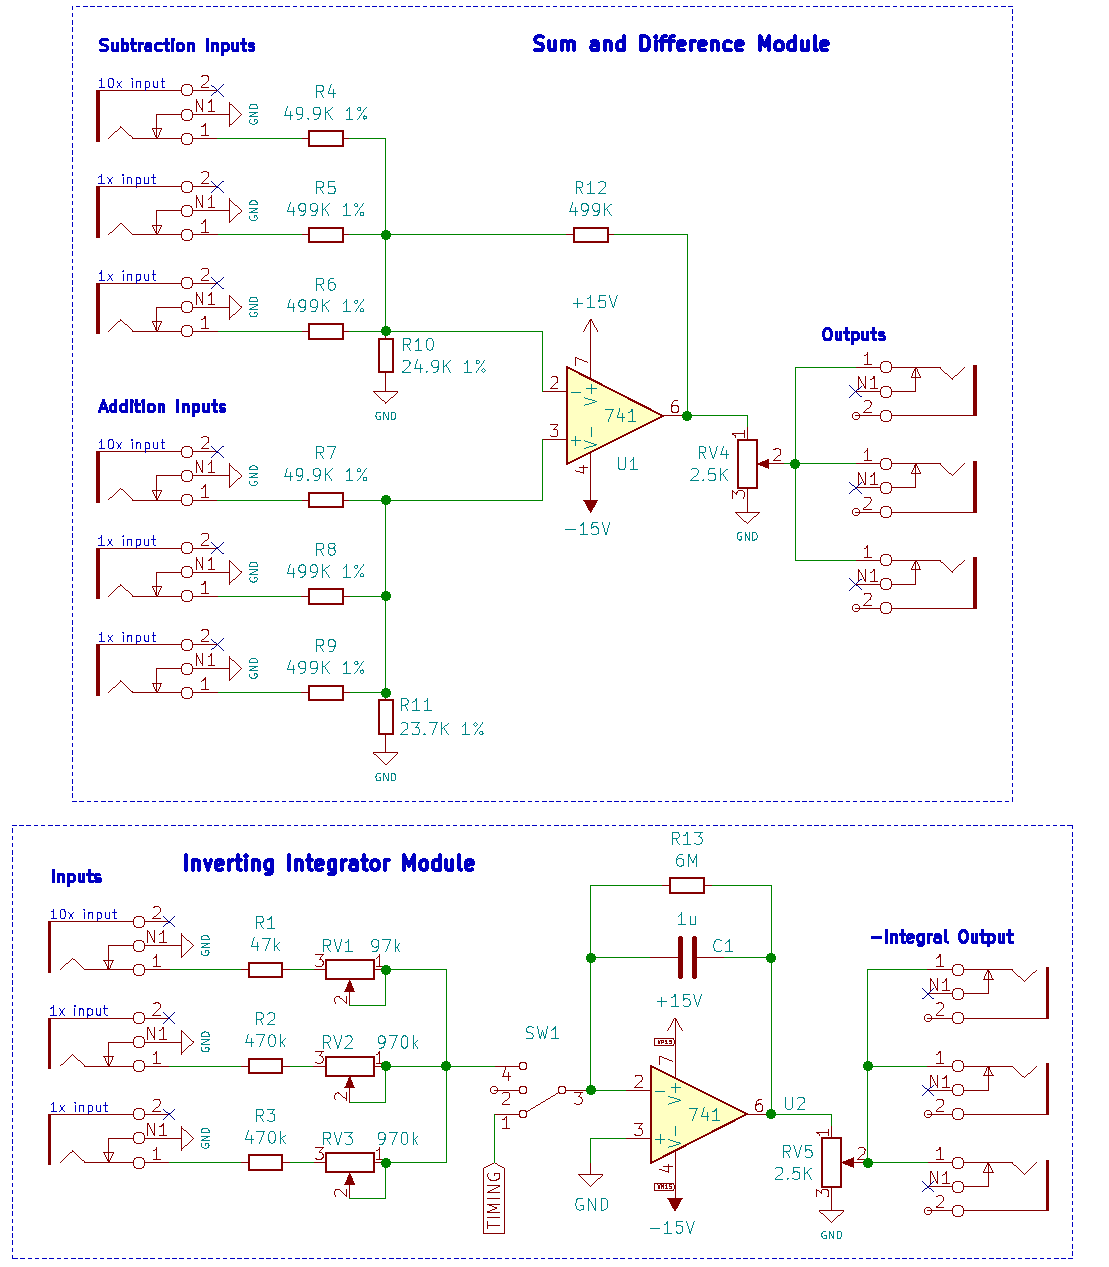 Sum and Difference Module
Subtraction Inputs
10x input
2
N1
GND
1
R4
49.9K 1%
1x input
2
N1
GND
1
R5
499K 1%
R12
499K
1x input
2
N1
GND
1
R6
499K 1%
R10
24.9K 1%
GND
+15V
7
2
3
V+
V-
741
6
4
U1
-15V
RV4
2.5K
1
2
3
GND
Outputs
1
N1
2
1
N1
2
1
N1
2
Addition Inputs
10x input
2
N1
GND
1
R7
49.9K 1%
1x input
2
N1
GND
1
R8
499K 1%
1x input
2
N1
GND
1
R9
499K 1%
R11
23.7K 1%
GND
Inverting Integrator Module
Inputs
10x input
2
N1
GND
1
R1
47k
RV1 97k
3
1
2
1x input
2
N1
GND
1
R2
470k
RV2 970k
3
1
2
1x input
2
N1
GND
1
R3
470k
RV3 970k
3
1
2
SW1
4
2
1
3
TIMING
R13
6M
1u
C1
+15V
VP15
7
2
3
V+
V-
741
6
U2
4
VM15
-15V
GND
RV5
2.5K
1
2
3
GND
-Integral Output
1
N1
2
1
N1
2
1
N1
2